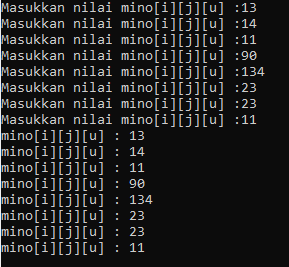 Masukkan nilai mino[i][j][u] :13
Masukkan nilai mino[i][j][u] :14
Masukkan nilai mino[i][j][u] :11
Masukkan nilai mino[i][j][u] :90
Masukkan nilai mino[i][j][u] :134
Masukkan nilai mino[i][j][u] :23
Masukkan nilai mino[i][j][u] :23
Masukkan nilai mino[i][j][u] :11
mino[i][j][u] : 13
mino[i][j][u] : 14
mino[i][j][u] : 11
mino[i][j][u] : 90
mino[i][j][u] : 134
mino[i][j][u] : 23
mino[i][j][u] : 23
mino[i][j][u] : 11